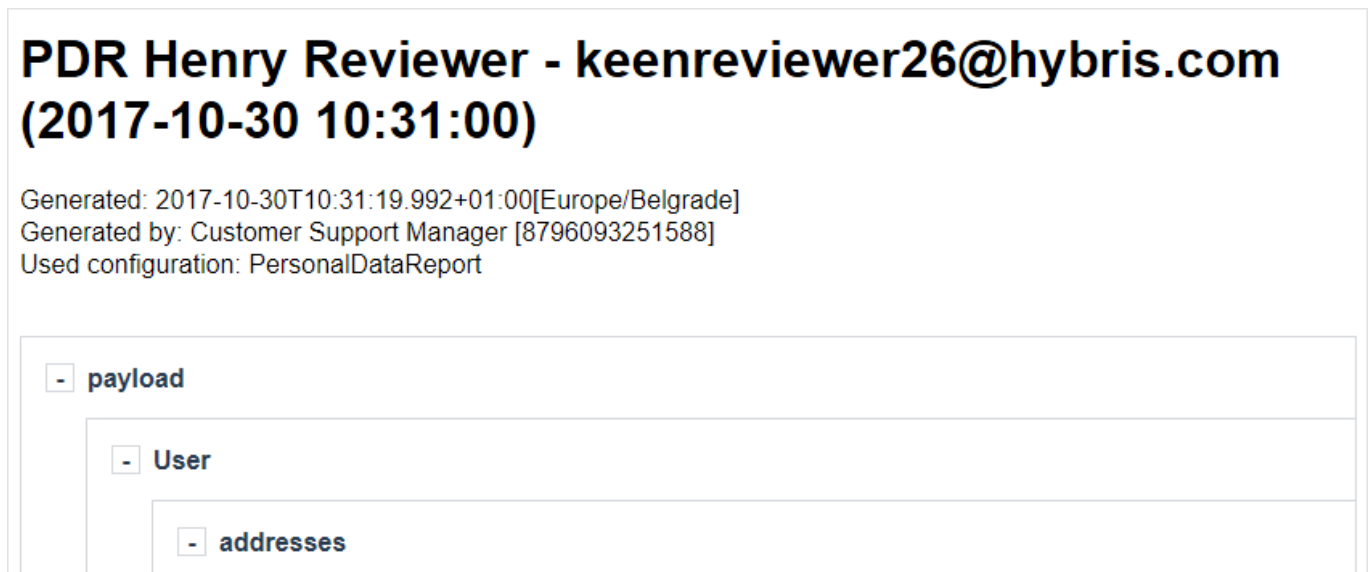 PDR Henry Reviewer - keenreviewer26@hybris.com
(2017-10-30 10:31:00)
Generated: 2017-10-30T10:31:19.992+01:00[Europe/Belgrade]
Generated by: Customer Support Manager [8796093251588]
Used configuration: PersonalDataReport
- payload
- User
- addresses